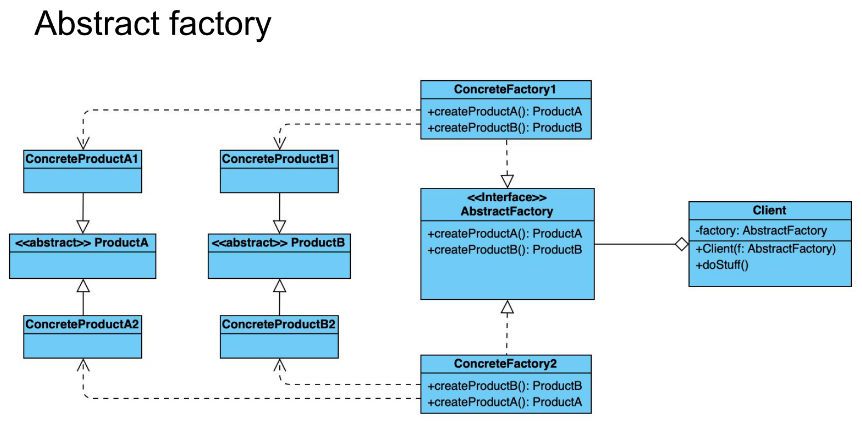 Abstract factory
ConcreteFactory1
+createProductA(): ProductA
+createProductB(): ProductB
ConcreteProductA1
ConcreteProductB1
<<Interface>>
AbstractFactory
+createProductA(): ProductA
+createProductB(): ProductB
Client
-factory: AbstractFactory
+Client(f: AbstractFactory)
+doStuff()
<<abstract>> ProductA
<<abstract>> ProductB
ConcreteProductA2
ConcreteProductB2
ConcreteFactory2
+createProductB(): ProductB
+createProductA(): ProductA